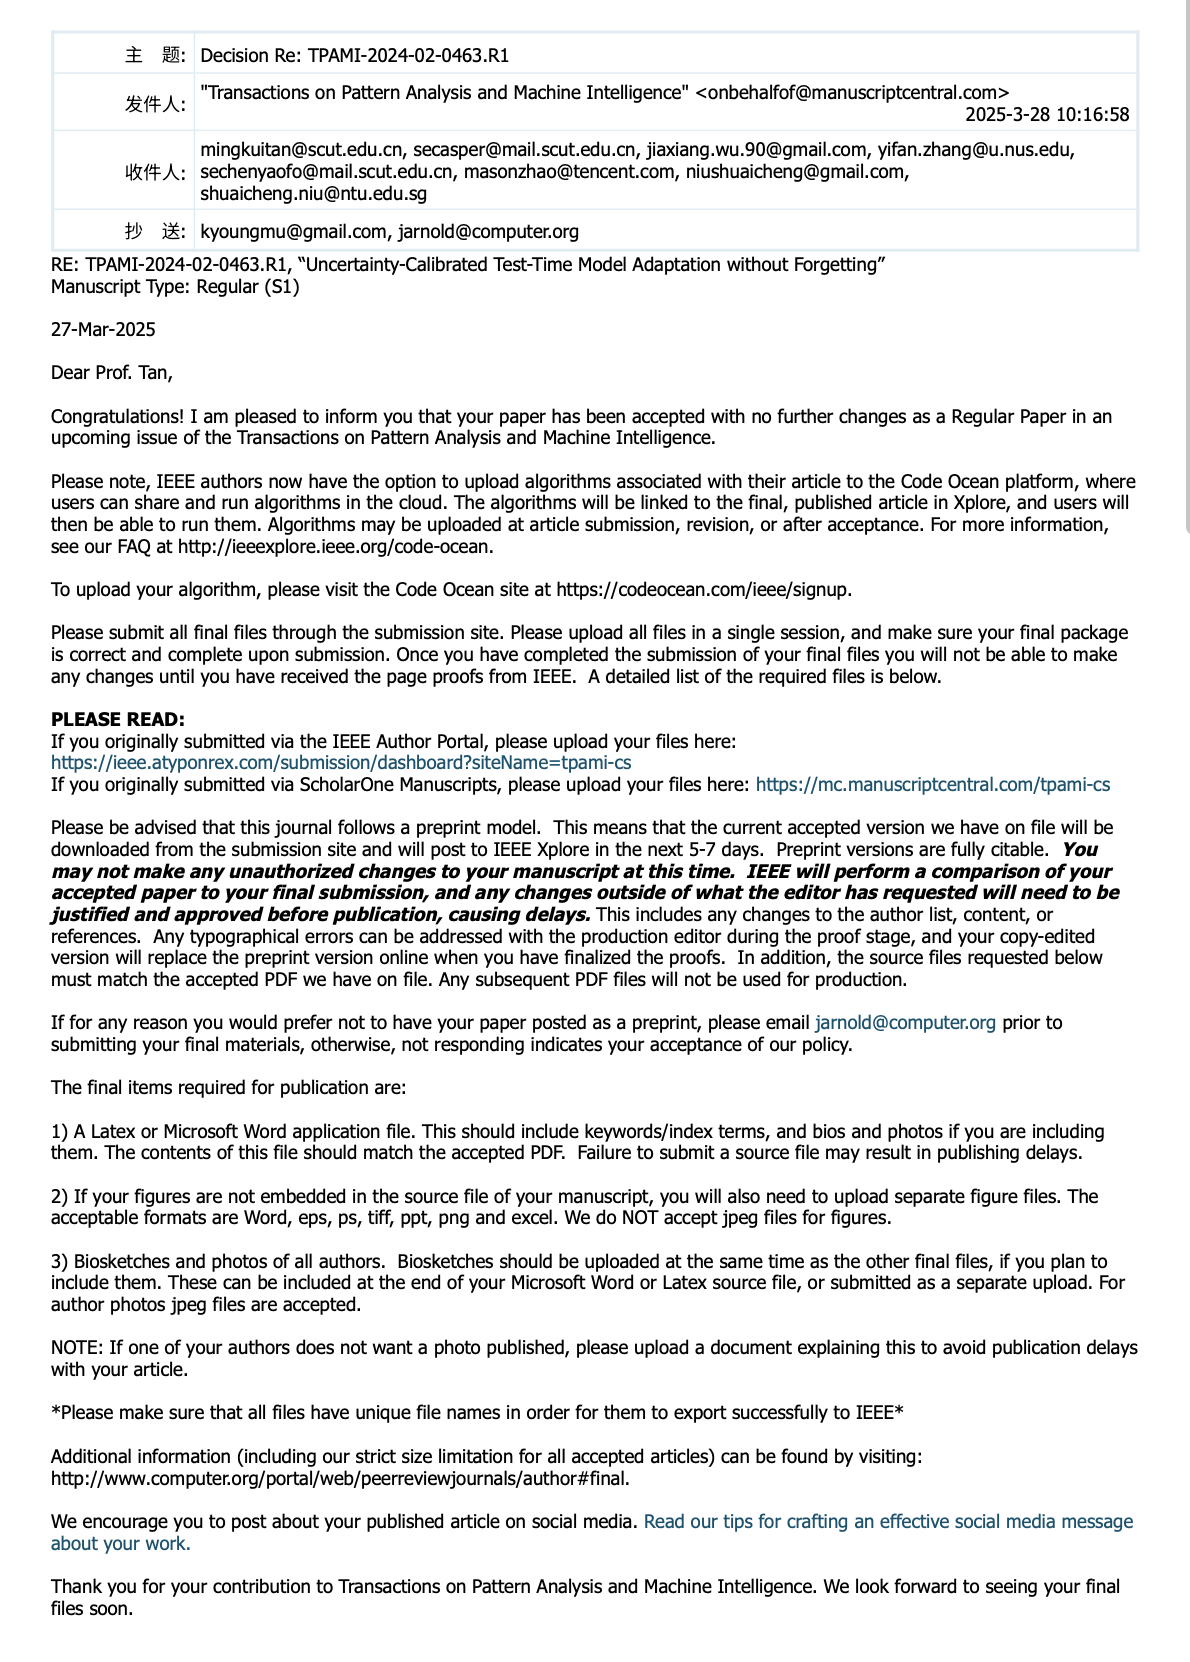 主 题: Decision Re: TPAMI-2024-02-0463.R1
发件人: "Transactions on Pattern Analysis and Machine Intelligence" <onbehalfof@manuscriptcentral.com>
2025-3-28 10:16:58
收件人: mingkuitan@scut.edu.cn, secasper@mail.scut.edu.cn, jiaxiang.wu.90@gmail.com, yifan.zhang@u.nus.edu,
sechenyaofo@mail.scut.edu.cn, masonzhao@tencent.com, niushuaicheng@gmail.com,
shuaicheng.niu@ntu.edu.sg
抄 送: kyoungmu@gmail.com, jarnold@computer.org
RE: TPAMI-2024-02-0463.R1, “Uncertainty-Calibrated Test-Time Model Adaptation without Forgetting”
Manuscript Type: Regular (S1)
27-Mar-2025
Dear Prof. Tan,
Congratulations! I am pleased to inform you that your paper has been accepted with no further changes as a Regular Paper in an
upcoming issue of the Transactions on Pattern Analysis and Machine Intelligence.
Please note, IEEE authors now have the option to upload algorithms associated with their article to the Code Ocean platform, where
users can share and run algorithms in the cloud. The algorithms will be linked to the final, published article in Xplore, and users will
then be able to run them. Algorithms may be uploaded at article submission, revision, or after acceptance. For more information,
see our FAQ at http://ieeexplore.ieee.org/code-ocean.
To upload your algorithm, please visit the Code Ocean site at https://codeocean.com/ieee/signup.
Please submit all final files through the submission site. Please upload all files in a single session, and make sure your final package
is correct and complete upon submission. Once you have completed the submission of your final files you will not be able to make
any changes until you have received the page proofs from IEEE.  A detailed list of the required files is below.
PLEASE READ:
If you originally submitted via the IEEE Author Portal, please upload your files here:
https://ieee.atyponrex.com/submission/dashboard?siteName=tpami-cs
If you originally submitted via ScholarOne Manuscripts, please upload your files here: https://mc.manuscriptcentral.com/tpami-cs
Please be advised that this journal follows a preprint model.  This means that the current accepted version we have on file will be
downloaded from the submission site and will post to IEEE Xplore in the next 5-7 days.  Preprint versions are fully citable.  You
may not make any unauthorized changes to your manuscript at this time.  IEEE will perform a comparison of your
accepted paper to your final submission, and any changes outside of what the editor has requested will need to be
justified and approved before publication, causing delays. This includes any changes to the author list, content, or
references.  Any typographical errors can be addressed with the production editor during the proof stage, and your copy-edited
version will replace the preprint version online when you have finalized the proofs.  In addition, the source files requested below
must match the accepted PDF we have on file. Any subsequent PDF files will not be used for production.
If for any reason you would prefer not to have your paper posted as a preprint, please email jarnold@computer.org prior to
submitting your final materials, otherwise, not responding indicates your acceptance of our policy.
The final items required for publication are:
1) A Latex or Microsoft Word application file. This should include keywords/index terms, and bios and photos if you are including
them. The contents of this file should match the accepted PDF.  Failure to submit a source file may result in publishing delays.
2) If your figures are not embedded in the source file of your manuscript, you will also need to upload separate figure files. The
acceptable formats are Word, eps, ps, tiff, ppt, png and excel. We do NOT accept jpeg files for figures.
3) Biosketches and photos of all authors.  Biosketches should be uploaded at the same time as the other final files, if you plan to
include them. These can be included at the end of your Microsoft Word or Latex source file, or submitted as a separate upload. For
author photos jpeg files are accepted.
NOTE: If one of your authors does not want a photo published, please upload a document explaining this to avoid publication delays
with your article.
*Please make sure that all files have unique file names in order for them to export successfully to IEEE*
Additional information (including our strict size limitation for all accepted articles) can be found by visiting:
http://www.computer.org/portal/web/peerreviewjournals/author#final.
We encourage you to post about your published article on social media. Read our tips for crafting an effective social media message
about your work.
Thank you for your contribution to Transactions on Pattern Analysis and Machine Intelligence. We look forward to seeing your final
files soon.